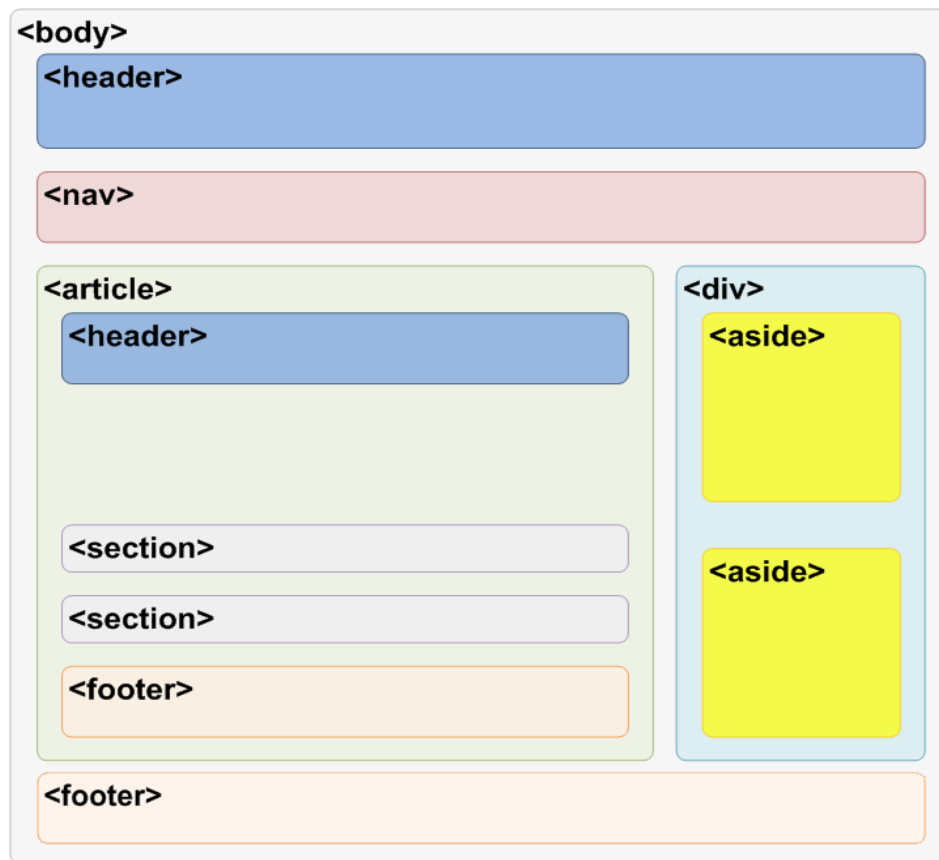 <body>
<header>
<nav>
<article>
<header>
<section>
<section>
<footer>
<div>
<aside>
<aside>
<footer>